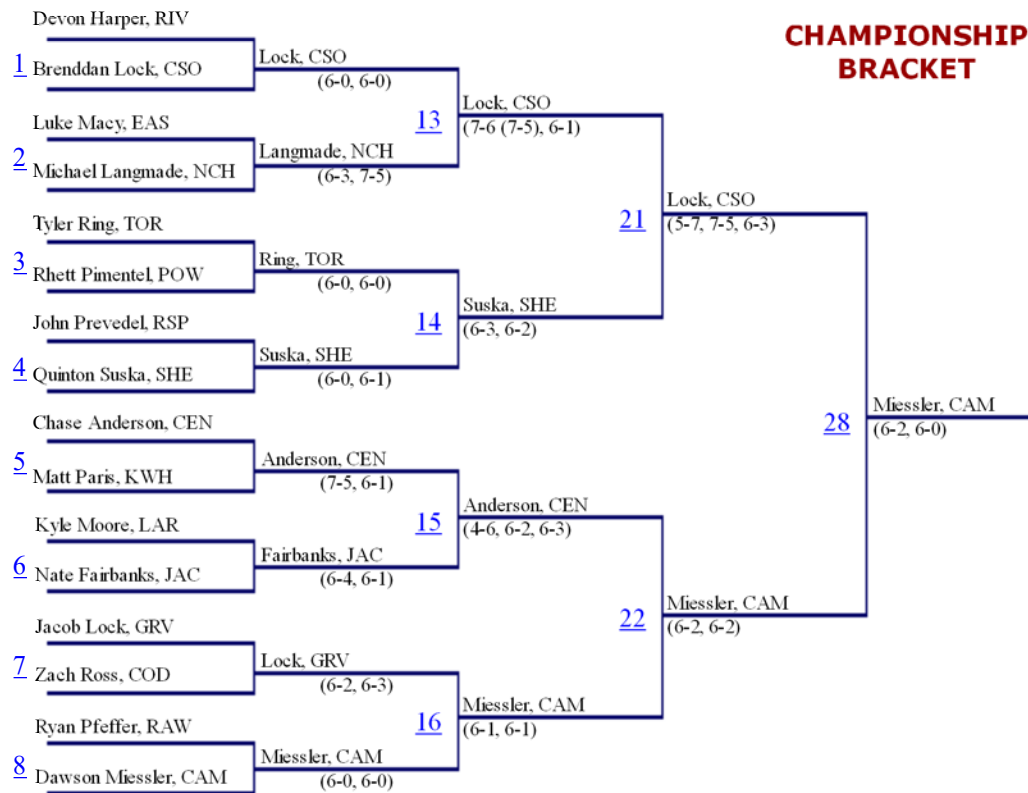 Devon Harper, RIV
CHAMPIONSHIP
BRACKET
1
Brenddan Lock, CSO
Lock, CSO
(6-0, 6-0)
Luke Macy, EAS
2
Michael Langmade, NCH
Langmade, NCH
(6-3, 7-5)
13
Lock, CSO
(7-6 (7-5), 6-1)
Tyler Ring, TOR
3
Rhett Pimentel, POW
Ring, TOR
(6-0, 6-0)
John Prevedel, RSP
4
Quinton Suska, SHE
Suska, SHE
(6-0, 6-1)
14
Suska, SHE
(6-3, 6-2)
21
Lock, CSO
(5-7, 7-5, 6-3)
Chase Anderson, CEN
5
Matt Paris, KWH
Anderson, CEN
(7-5, 6-1)
Kyle Moore, LAR
6
Nate Fairbanks, JAC
Fairbanks, JAC
(6-4, 6-1)
15
Anderson, CEN
(4-6, 6-2, 6-3)
Jacob Lock, GRV
7
Zach Ross, COD
Lock, GRV
(6-2, 6-3)
Ryan Pfeffer, RAW
8
Dawson Miessler, CAM
Miessler, CAM
(6-0, 6-0)
16
Miessler, CAM
(6-1, 6-1)
22
Miessler, CAM
(6-2, 6-2)
28
Miessler, CAM
(6-2, 6-0)